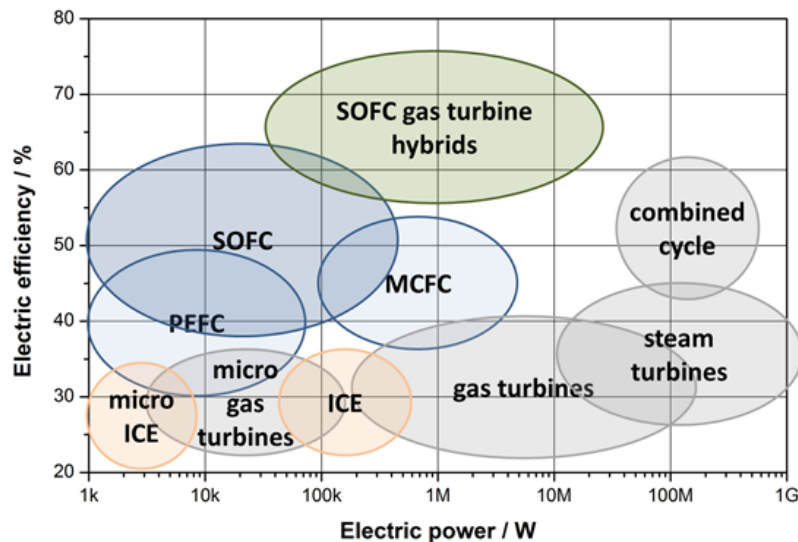 80
70
60
50
40
30
20
Electric efficiency / %
SOFC gas turbine
hybrids
SOFC
combined
cycle
MCFC
PEFC
steam
turbines
micro
ICE
micro
gas
turbines
ICE
gas turbines
1k
10k
100k
1M
10M
100M
1G
Electric power / W